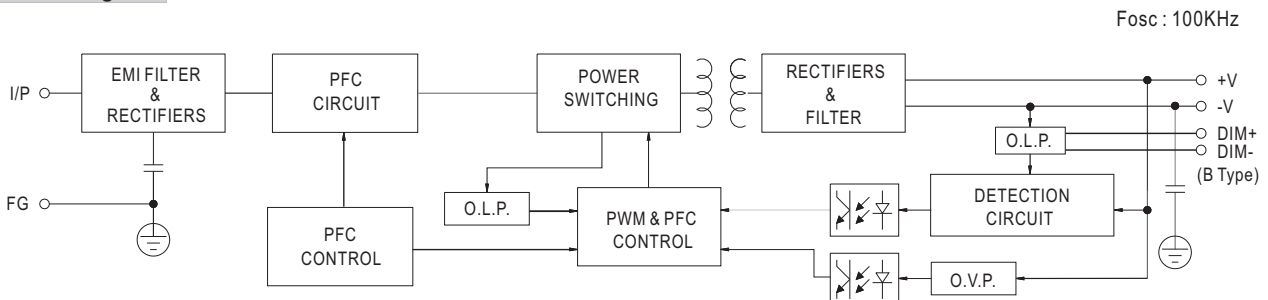 Fosc : 100KHz
I/P
EMI FILTER
&
RECTIFIERS
PFC
CIRCUIT
POWER
SWITCHING
RECTIFIERS
&
FILTER
+V
-V
O.L.P.
DIM+
DIM-
(B Type)
FG
PFC
CONTROL
O.L.P.
PWM & PFC
CONTROL
DETECTION
CIRCUIT
O.V.P.